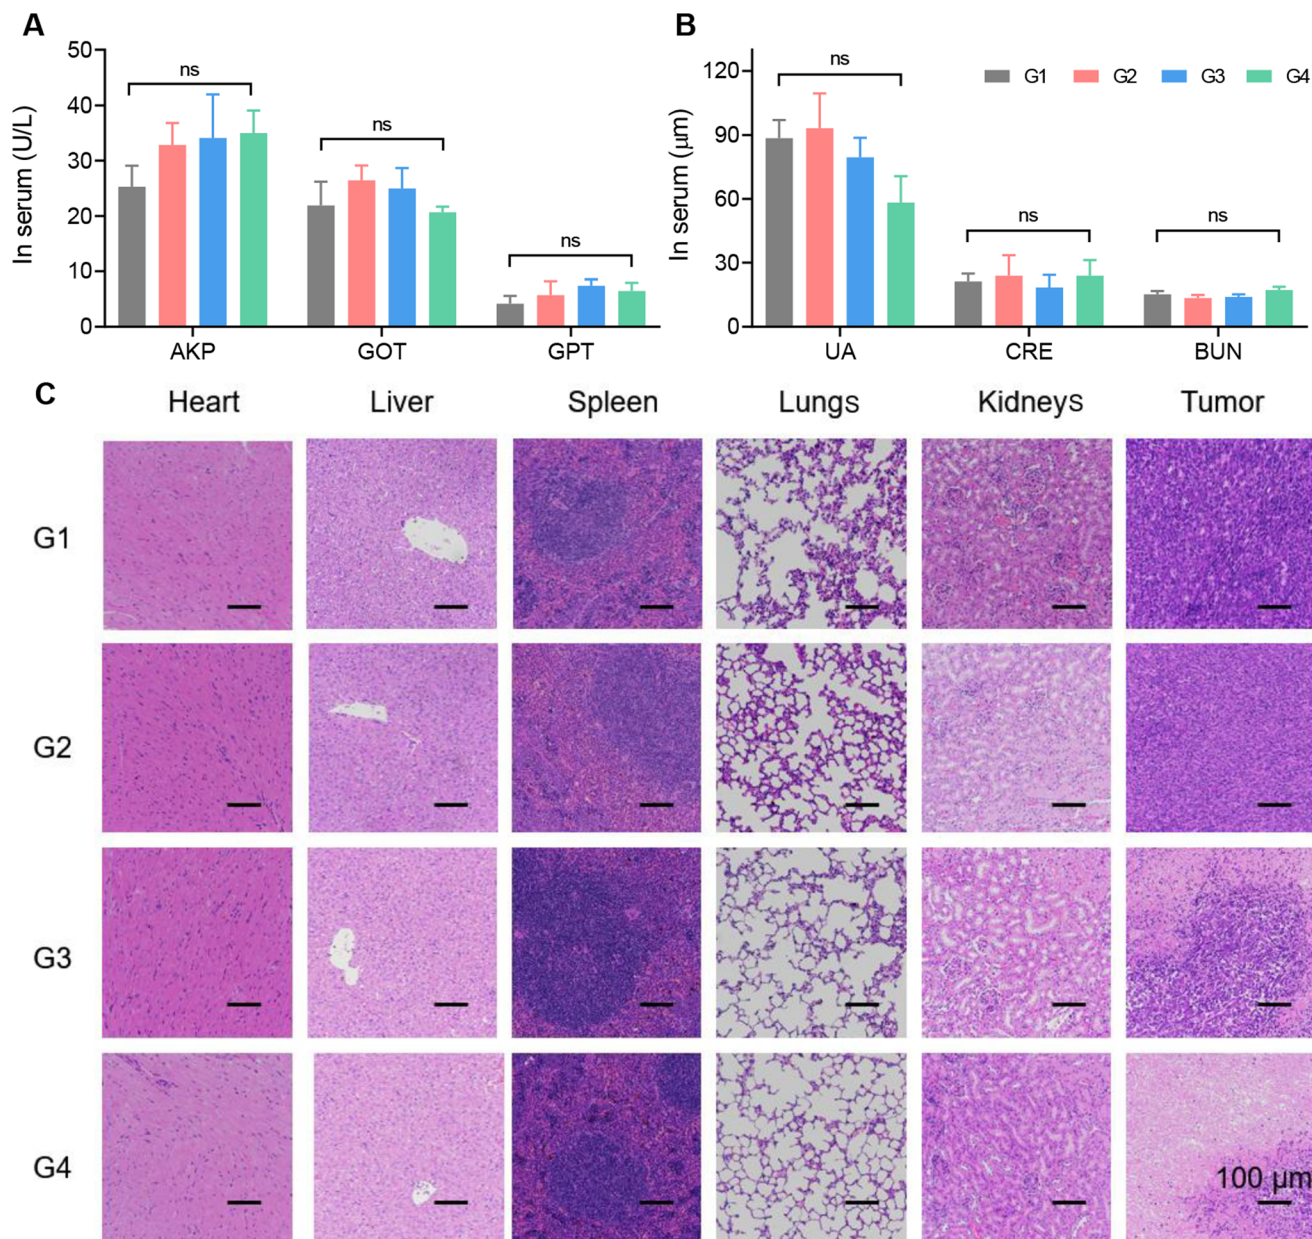 A
50
40
30
20
10
0
In serum (U/L)
ns
ns
ns
AKP GOT GPT
B
120
90
60
30
0
In serum (μm)
ns
ns
ns
G1 G2 G3 G4
UA CRE BUN
C
Heart Liver Spleen Lungs Kidneys Tumor
G1
G2
G3
G4
100 μm